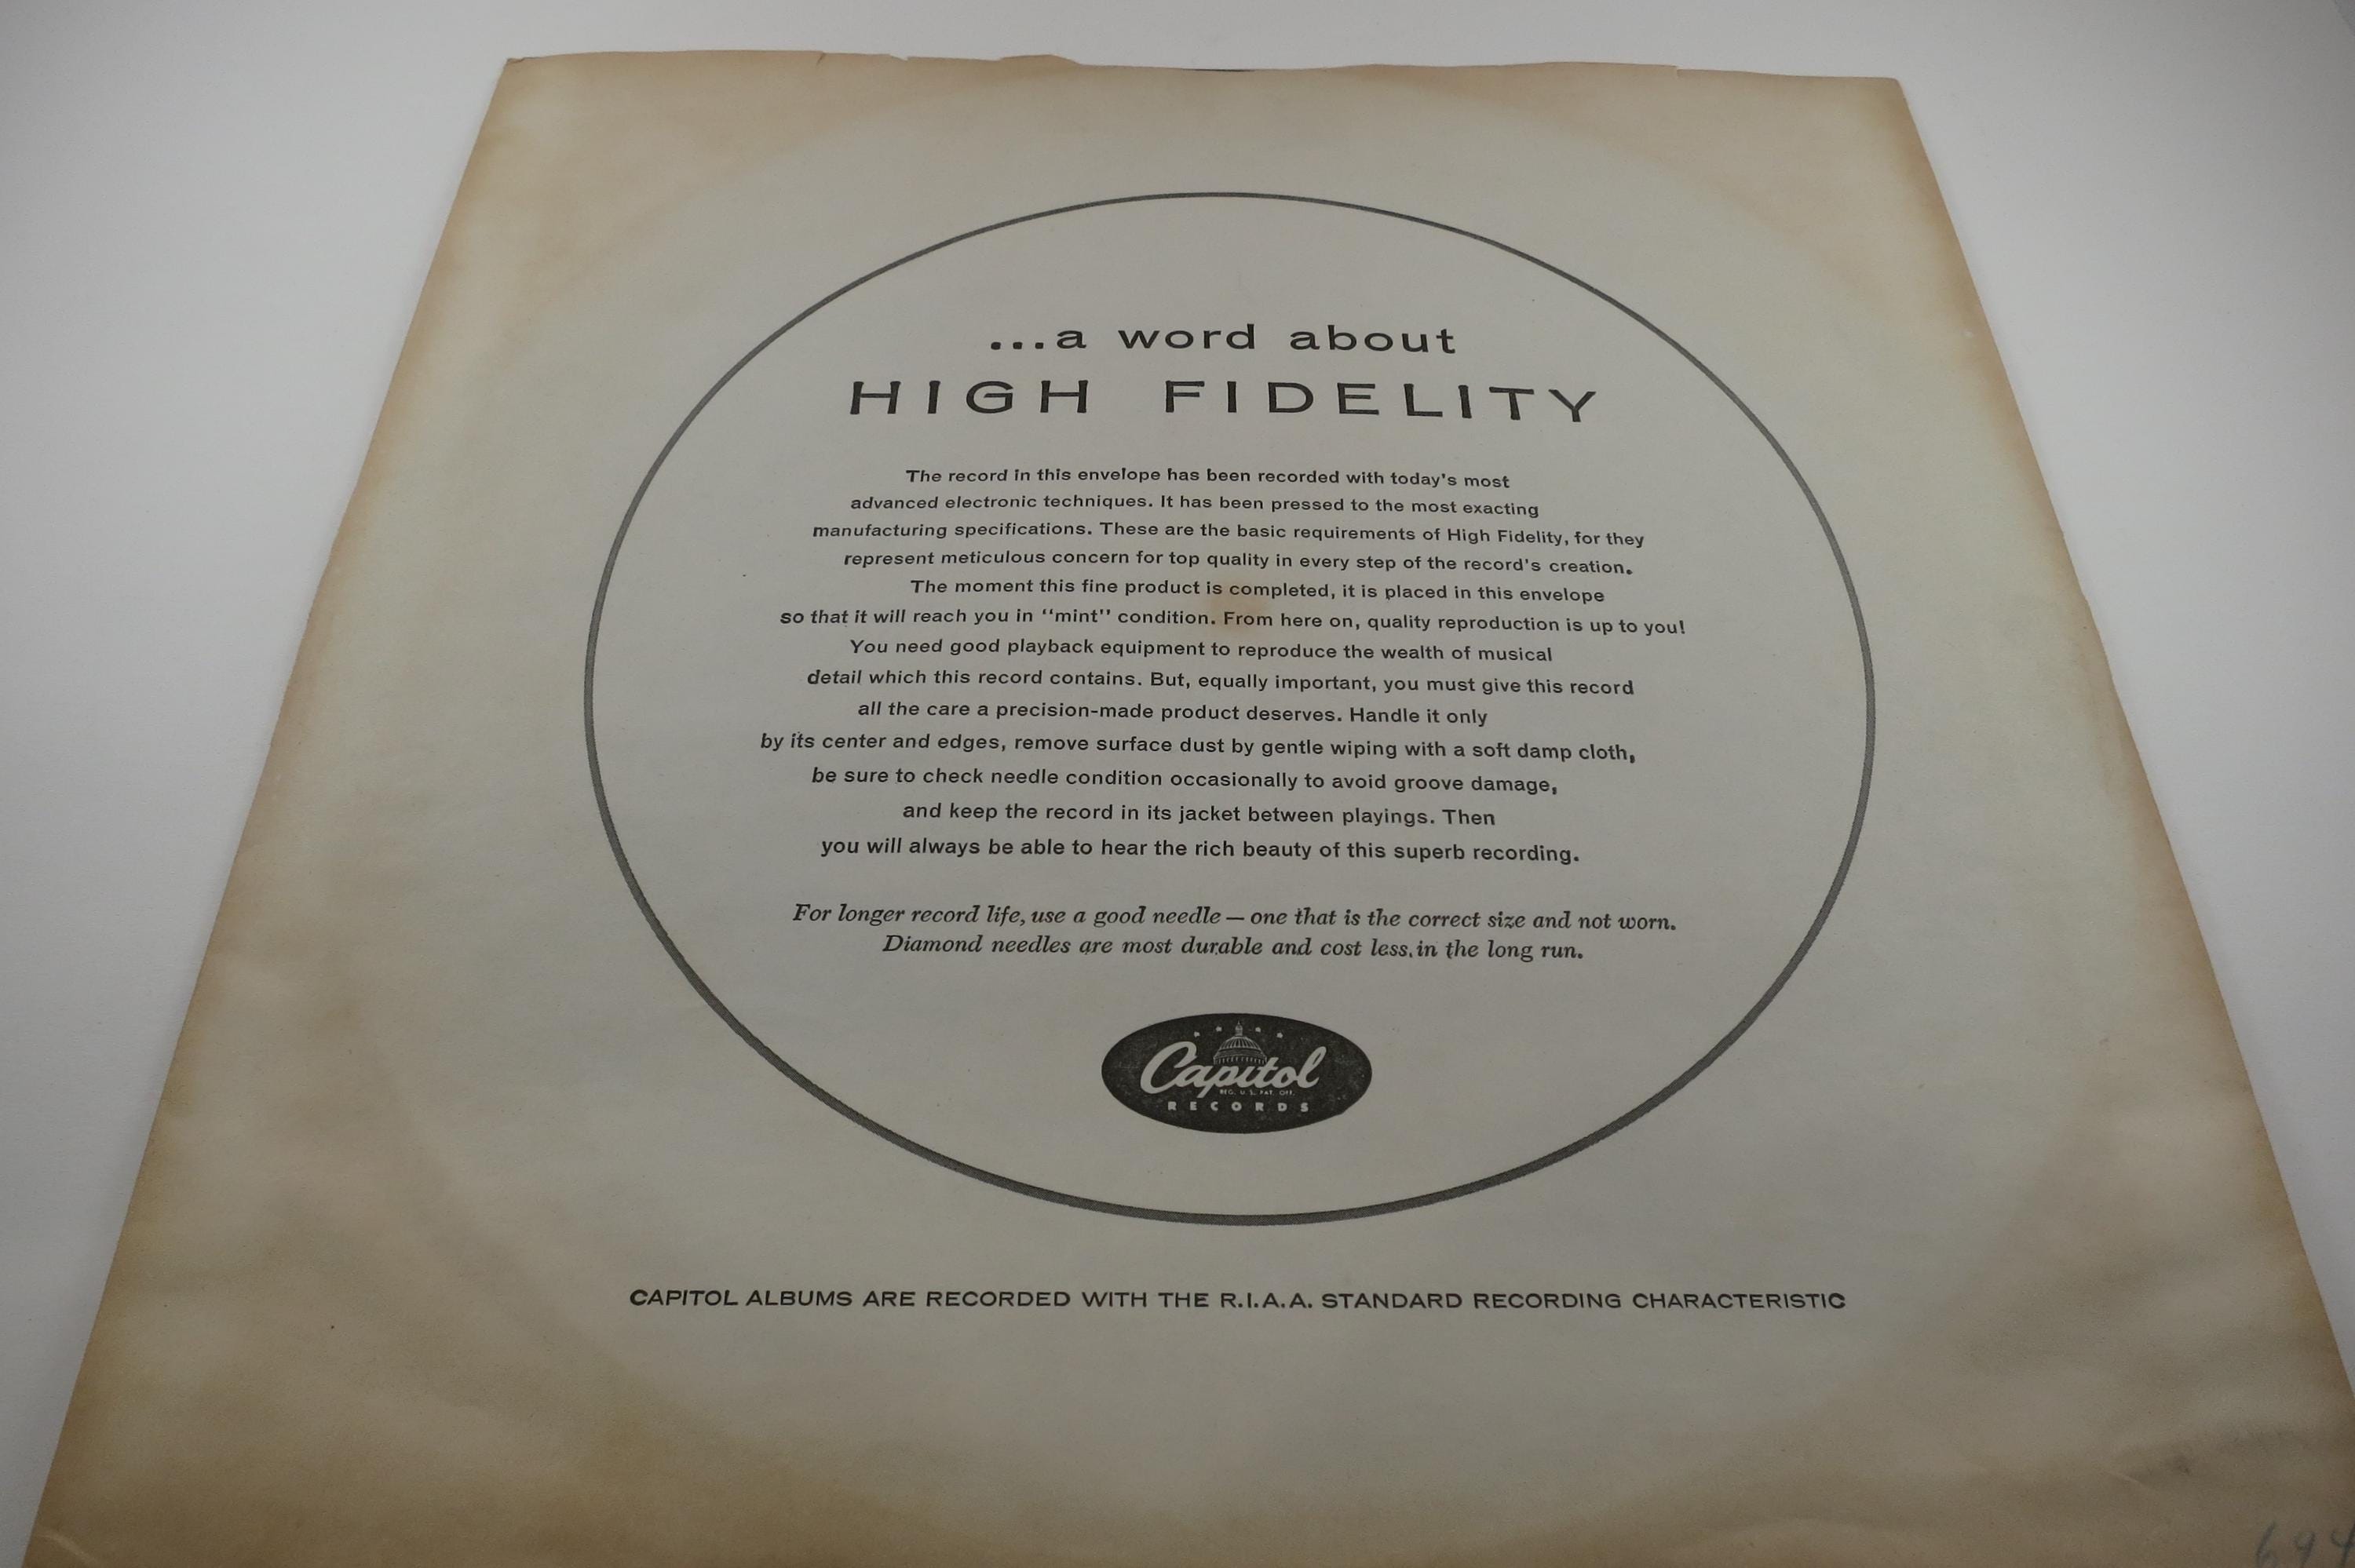 ...a word about
HIGH FIDELITY
The record in this envelope has been recorded with today's most
advanced electronic techniques. It has been pressed to the most exacting
manufacturing specifications. These are the basic requirements of High Fidelity, for they
represent meticulous concern for top quality in every step of the record's creation.
The moment this fine product is completed, it is placed in this envelope
so that it will reach you in "mint" condition. From here on, quality reproduction is up to you!
You need good playback equipment to reproduce the wealth of musical
detail which this record contains. But, equally important, you must give this record
all the care a precision-made product deserves. Handle it only
by its center and edges, remove surface dust by gentle wiping with a soft damp cloth,
be sure to check needle condition occasionally to avoid groove damage,
and keep the record in its jacket between playings. Then
you will always be able to hear the rich beauty of this superb recording.
For longer record life, use a good needle — one that is the correct size and not worn.
Diamond needles are most durable and cost less in the long run.
Capitol
REG. U.S. PAT. OFF.
RECORDS
CAPITOL ALBUMS ARE RECORDED WITH THE R.I.A.A. STANDARD RECORDING CHARACTERISTIC
694